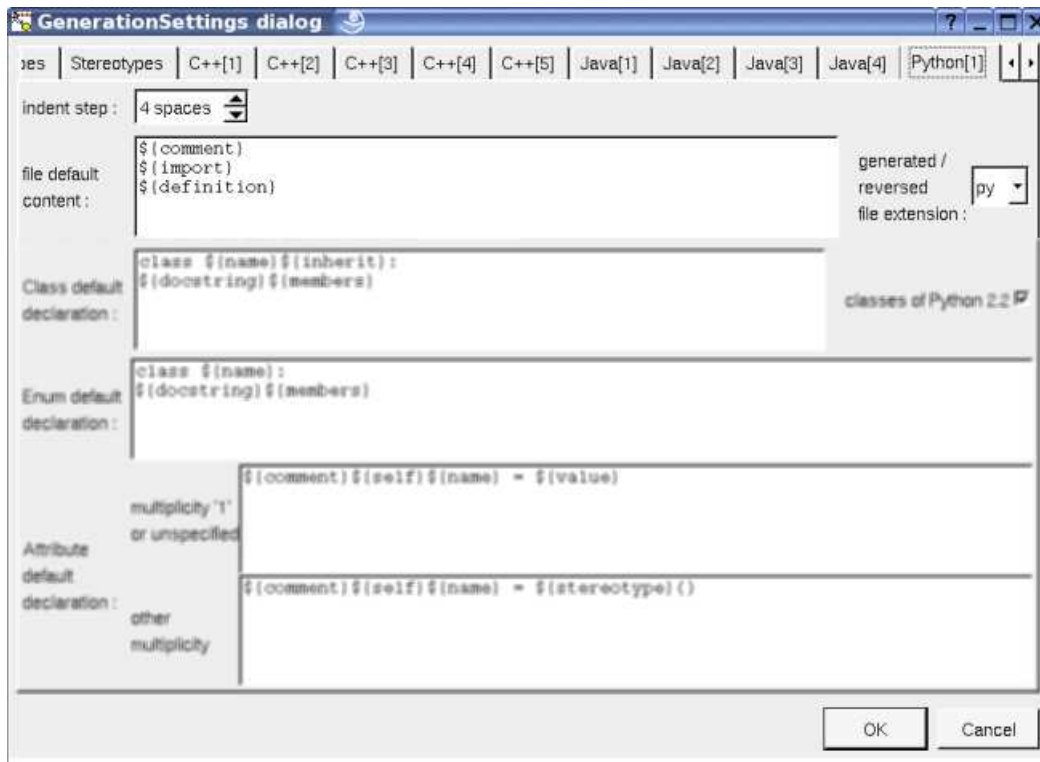 GenerationSettings dialog
pes Stereotypes C++[1] C++[2] C++[3] C++[4] C++[5] Java[1] Java[2] Java[3] Java[4] Python[1]
indent step : 4 spaces
file default
content :
${comment}
${import}
${definition}
generated /
reversed
file extension :
py
Class default
declaration :
class ${name}${inherit}:
${docstring}${members}
classes of Python 2.2
Enum default
declaration :
class ${name}:
${docstring}${members}
Attribute
default
declaration :
multiplicity '1'
or unspecified
${comment}${self}${name} = ${value}
other
multiplicity
${comment}${self}${name} = ${stereotype}()
OK Cancel